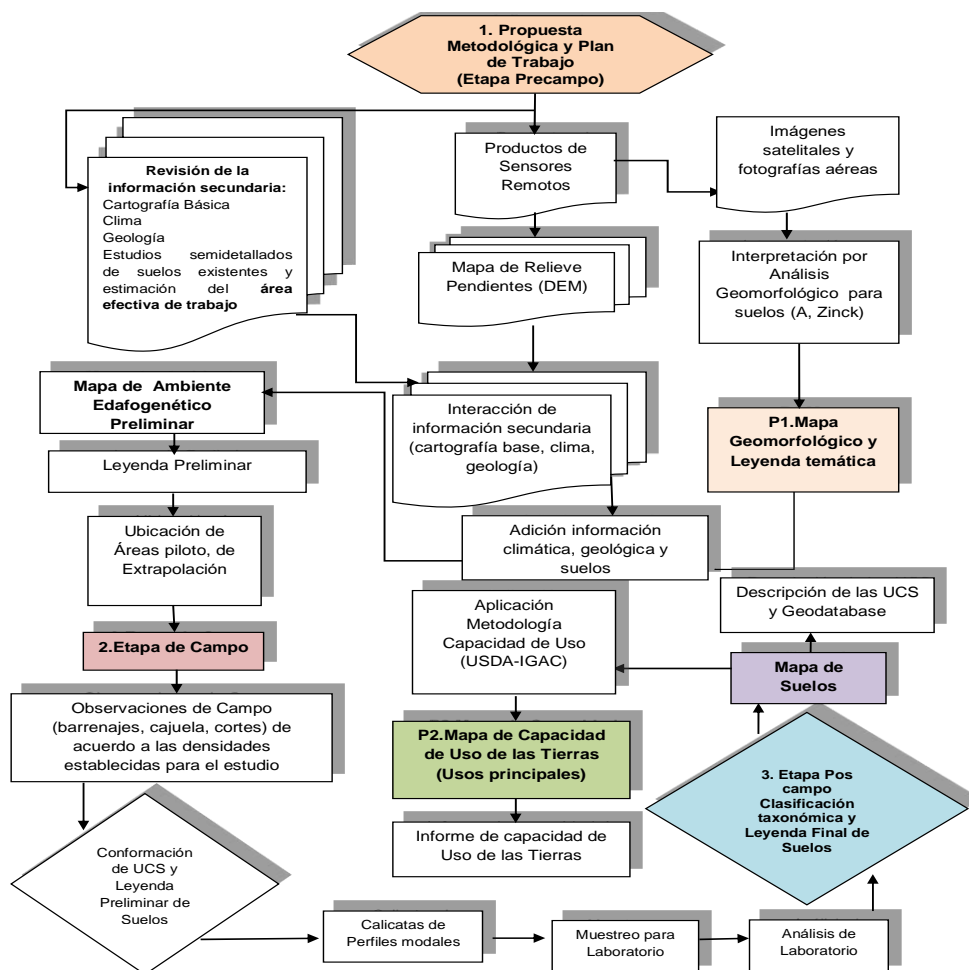 1. Propuesta
Metodológica y Plan
de Trabajo
(Etapa Precampo)
Revisión de la
información secundaria:
Cartografía Básica
Clima
Geología
Estudios semidetallados
de suelos existentes y
estimación del área
efectiva de trabajo
Productos de
Sensores
Remotos
Imágenes
satelitales y
fotografías aéreas
Mapa de Relieve
Pendientes (DEM)
Interpretación por
Análisis
Geomorfológico para
suelos (A, Zinck)
Mapa de Ambiente
Edafogenético
Preliminar
Interacción de
información secundaria
(cartografía base, clima,
geología)
P1.Mapa
Geomorfológico y
Leyenda temática
Leyenda Preliminar
Ubicación de
Áreas piloto, de
Extrapolación
Adición información
climática, geológica y
suelos
Aplicación
Metodología
Capacidad de Uso
(USDA-IGAC)
Descripción de las UCS
y Geodatabase
2.Etapa de Campo
Mapa de
Suelos
Observaciones de Campo
(barrenajes, cajuela, cortes) de
acuerdo a las densidades
establecidas para el estudio
P2.Mapa de Capacidad
de Uso de las Tierras
(Usos principales)
3. Etapa Pos
campo
Clasificación
taxonómica y
Leyenda Final de
Suelos
Informe de capacidad de
Uso de las Tierras
Conformación
de UCS y
Leyenda
Preliminar de
Suelos
Calicatas de
Perfiles modales
Muestreo para
Laboratorio
Análisis de
Laboratorio